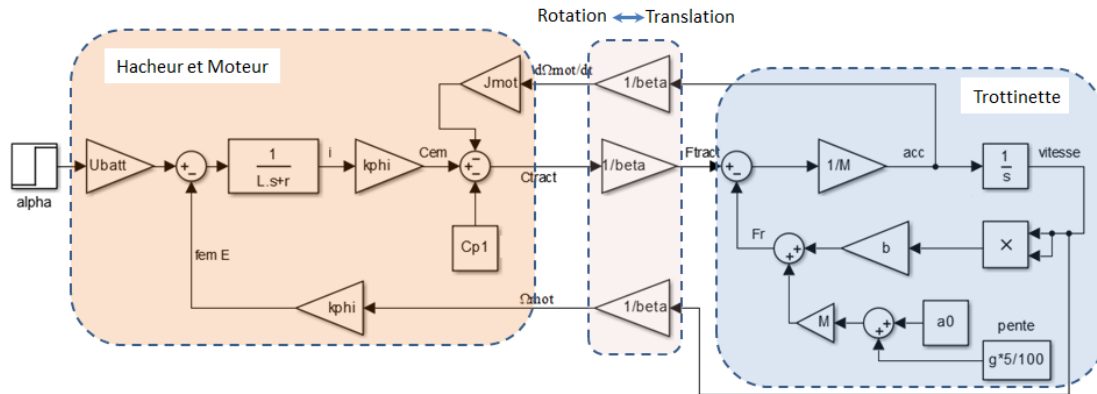 Rotation Translation
Hacheur et Moteur
Trottinette
dΩmot/dt
Jmot
1/beta
alpha
Ubatt
1
L.s+r
i
kphi
Cem
Ctract
1/beta
Ftract
1/M
acc
1
s
vitesse
Cp1
fem E
Fr
b
×
kphi
Ωmot
1/beta
M
a0
pente
g*5/100